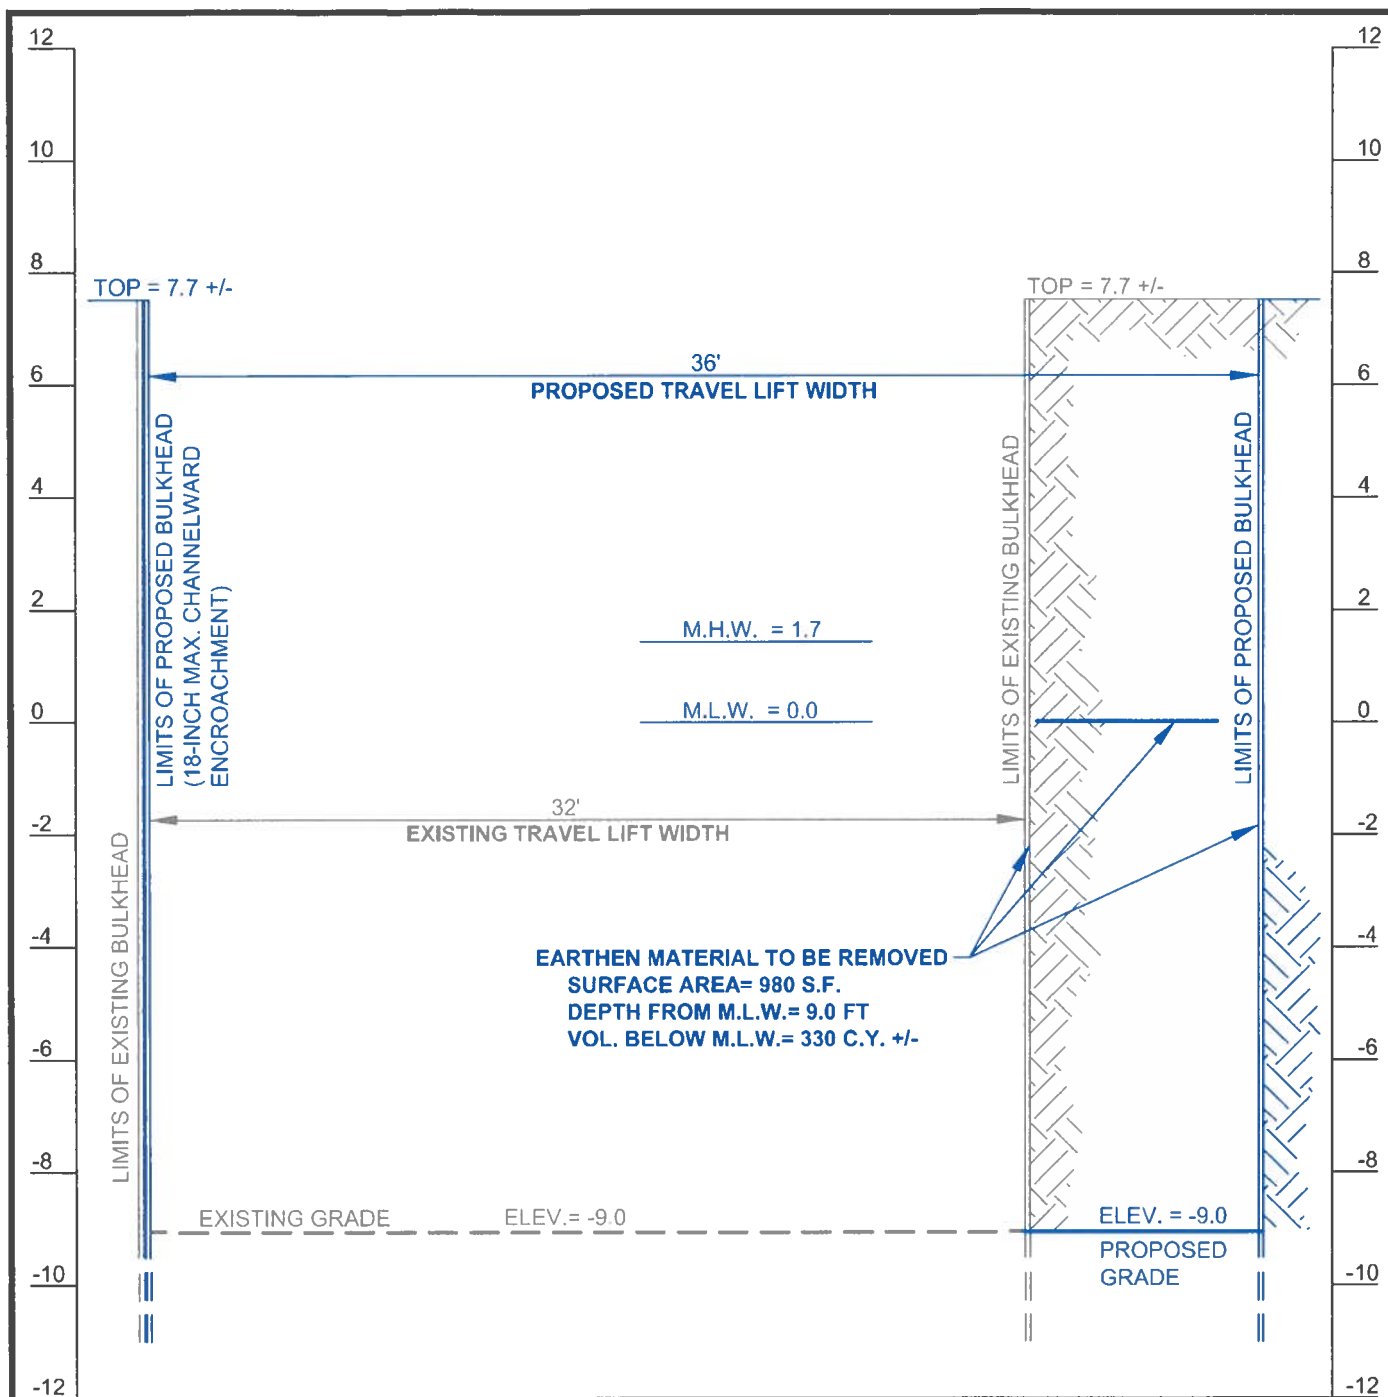 12
10
8
6
4
2
0
-2
-4
-6
-8
-10
-12
TOP = 7.7 +/-
TOP = 7.7 +/-
36'
PROPOSED TRAVEL LIFT WIDTH
LIMITS OF PROPOSED BULKHEAD
(18-INCH MAX. CHANNELWARD
ENCROACHMENT)
LIMITS OF EXISTING BULKHEAD
M.H.W. = 1.7
M.L.W. = 0.0
LIMITS OF EXISTING BULKHEAD
LIMITS OF PROPOSED BULKHEAD
32'
EXISTING TRAVEL LIFT WIDTH
EARTHEN MATERIAL TO BE REMOVED
SURFACE AREA= 980 S.F.
DEPTH FROM M.L.W.= 9.0 FT
VOL. BELOW M.L.W.= 330 C.Y. +/-
EXISTING GRADE ELEV.= -9.0
ELEV. = -9.0
PROPOSED
GRADE
12
10
8
6
4
2
0
-2
-4
-6
-8
-10
-12